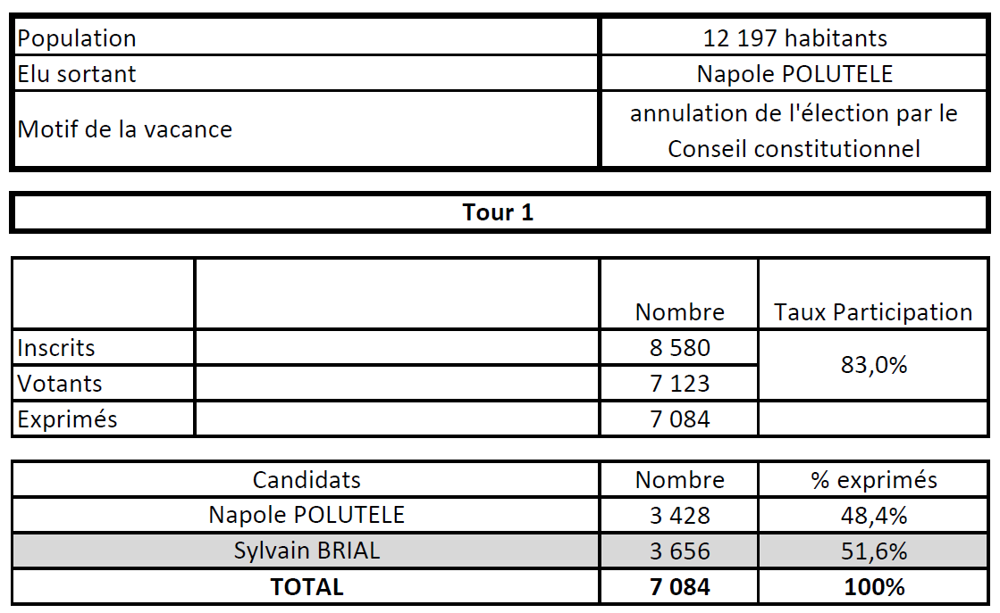 Population 12 197 habitants
Elu sortant Napole POLUTELE
Motif de la vacance annulation de l'élection par le
Conseil constitutionnel
Tour 1
Nombre Taux Participation
Inscrits 8 580 83,0%
Votants 7 123
Exprimés 7 084
Candidats Nombre % exprimés
Napole POLUTELE 3 428 48,4%
Sylvain BRIAL 3 656 51,6%
TOTAL 7 084 100%